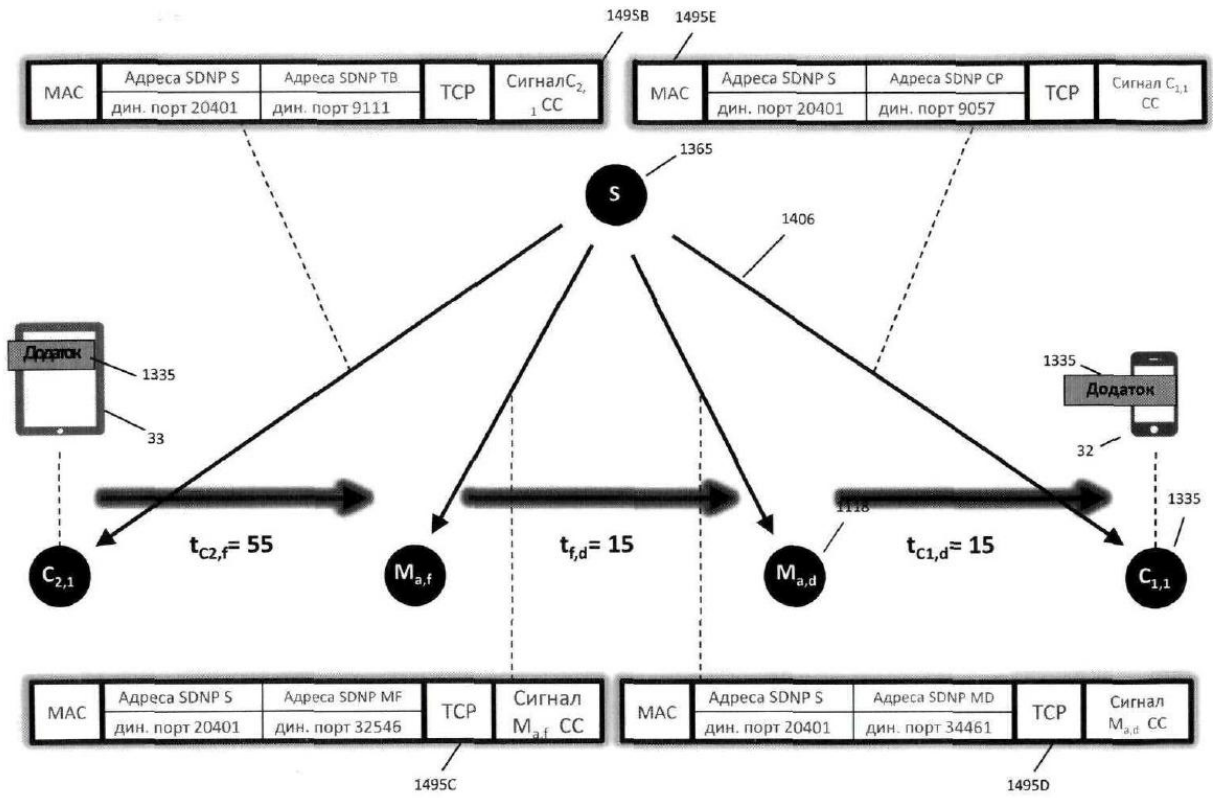 1495B
1495E
MAC
Адреса SDNP S
Адреса SDNP TB
дин. порт 20401
дин. порт 9111
TCP
СигналC2,
1 CC
MAC
Адреса SDNP S
Адреса SDNP CP
дин. порт 20401
дин. порт 9057
TCP
Сигнал C1,1
CC
S
1365
1406
Додаток
1335
33
1335
Додаток
32
tC2,f= 55
tf,d= 15
1118
tC1,d= 15
1335
C2,1
Ma,f
Ma,d
C1,1
MAC
Адреса SDNP S
Адреса SDNP MF
дин. порт 20401
дин. порт 32546
TCP
Сигнал
Ma,f CC
MAC
Адреса SDNP S
Адреса SDNP MD
дин. порт 20401
дин. порт 34461
TCP
Сигнал
Ma,d CC
1495C
1495D